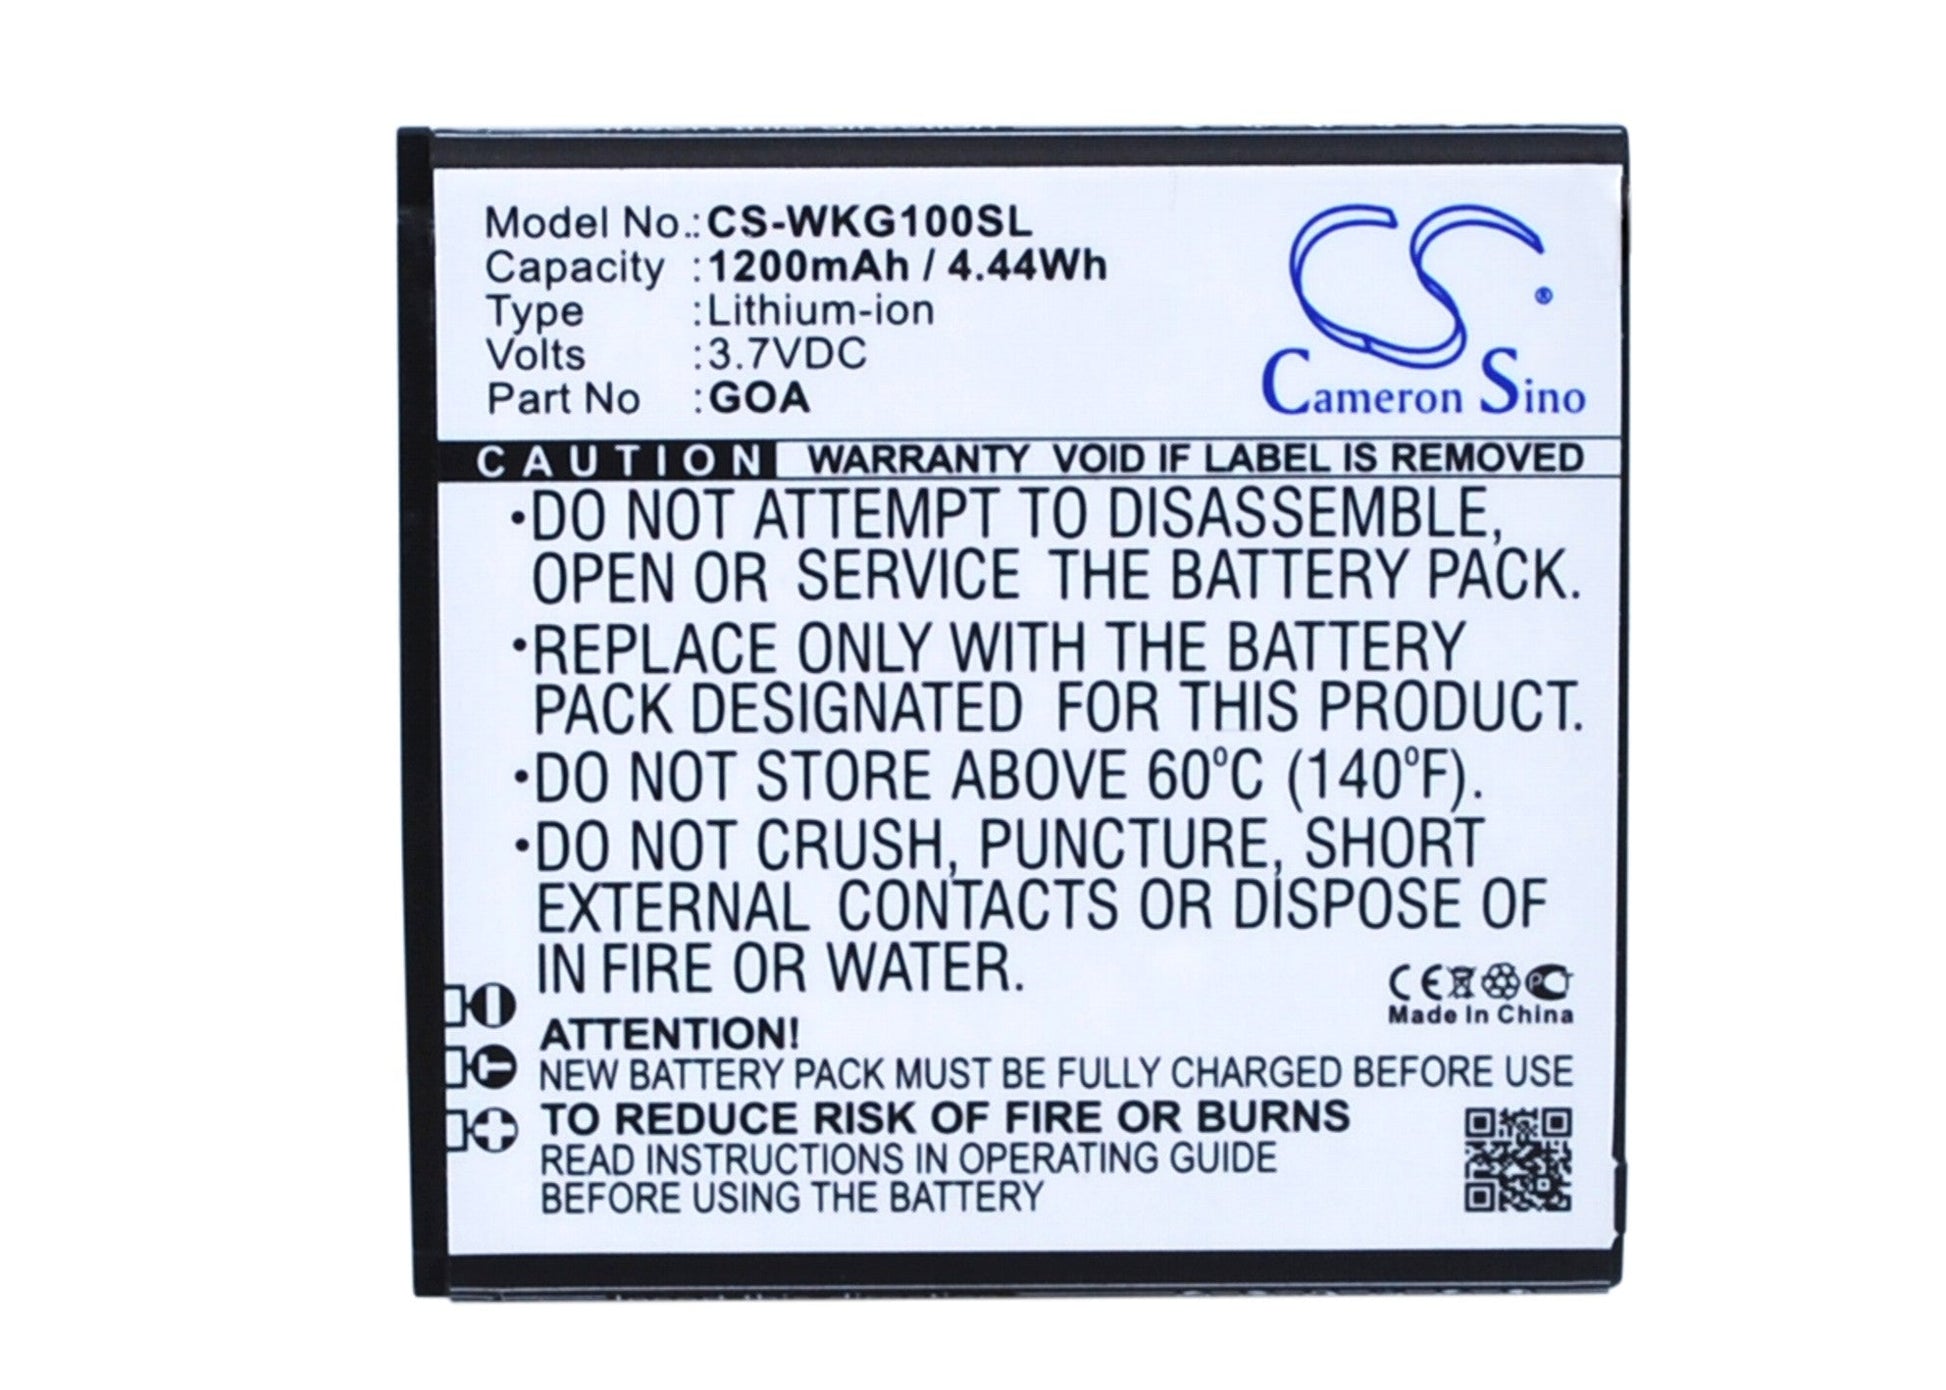 Model No.: CS-WKG100SL
Capacity : 1200mAh / 4.44Wh
Type : Lithium-ion
Volts : 3.7VDC
Part No : GOA
CS ®
Cameron Sino
CAUTION WARRANTY VOID IF LABEL IS REMOVED
•DO NOT ATTEMPT TO DISASSEMBLE,
OPEN OR SERVICE THE BATTERY PACK.
•REPLACE ONLY WITH THE BATTERY
PACK DESIGNATED FOR THIS PRODUCT.
•DO NOT STORE ABOVE 60°C (140°F).
•DO NOT CRUSH, PUNCTURE, SHORT
EXTERNAL CONTACTS OR DISPOSE OF
IN FIRE OR WATER.
CE
Made In China
ATTENTION!
NEW BATTERY PACK MUST BE FULLY CHARGED BEFORE USE
TO REDUCE RISK OF FIRE OR BURNS
READ INSTRUCTIONS IN OPERATING GUIDE
BEFORE USING THE BATTERY
T